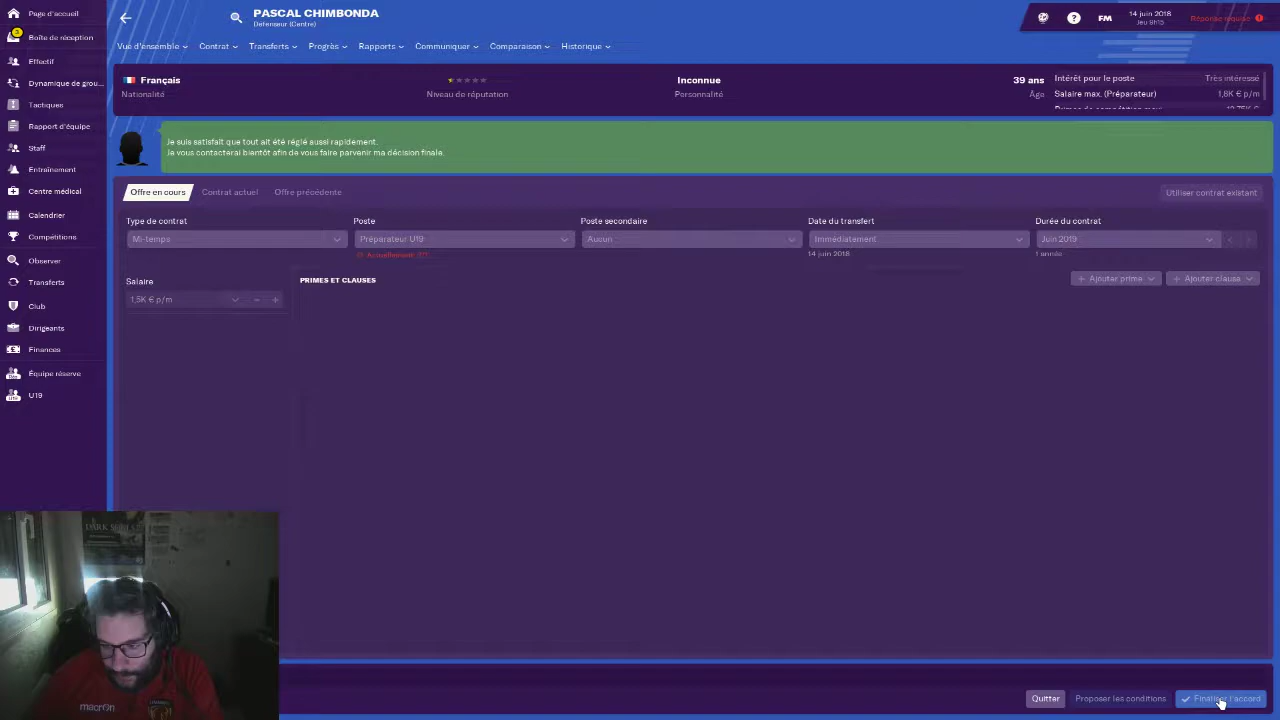 Page d'accueil
PASCAL CHIMBONDA
Défenseur (Centre)
14 juin 2018
Jeu 9h15
FM
Réponse requise
3
Boîte de réception
Vue d'ensemble
Contrat
Transferts
Progrès
Rapports
Communiquer
Comparaison
Historique
Effectif
Dynamique de grou...
Tactiques
Rapport d'équipe
Staff
Entraînement
Centre médical
Calendrier
Compétitions
Observer
Transferts
Club
Dirigeants
Finances
Équipe réserve
U19
Français
Nationalité
Niveau de réputation
Inconnue
Personnalité
39 ans
Âge
Intérêt pour le poste
Très intéressé
Salaire max. (Préparateur)
1,6K € p/m
Je suis satisfait que tout ait été réglé aussi rapidement.
Je vous contacterai bientôt afin de vous faire parvenir ma décision finale.
Offre en cours
Contrat actuel
Offre précédente
Utiliser contrat existant
Type de contrat
Poste
Poste secondaire
Date du transfert
Durée du contrat
Mi-temps
Préparateur U19
Aucun
Immédiatement
Juin 2019
14 juin 2018
1 année
Salaire
PRIMES ET CLAUSES
Ajouter prime
Ajouter clause
1,5K € p/m
Quitter
Proposer les conditions
Finaliser l'accord
macron